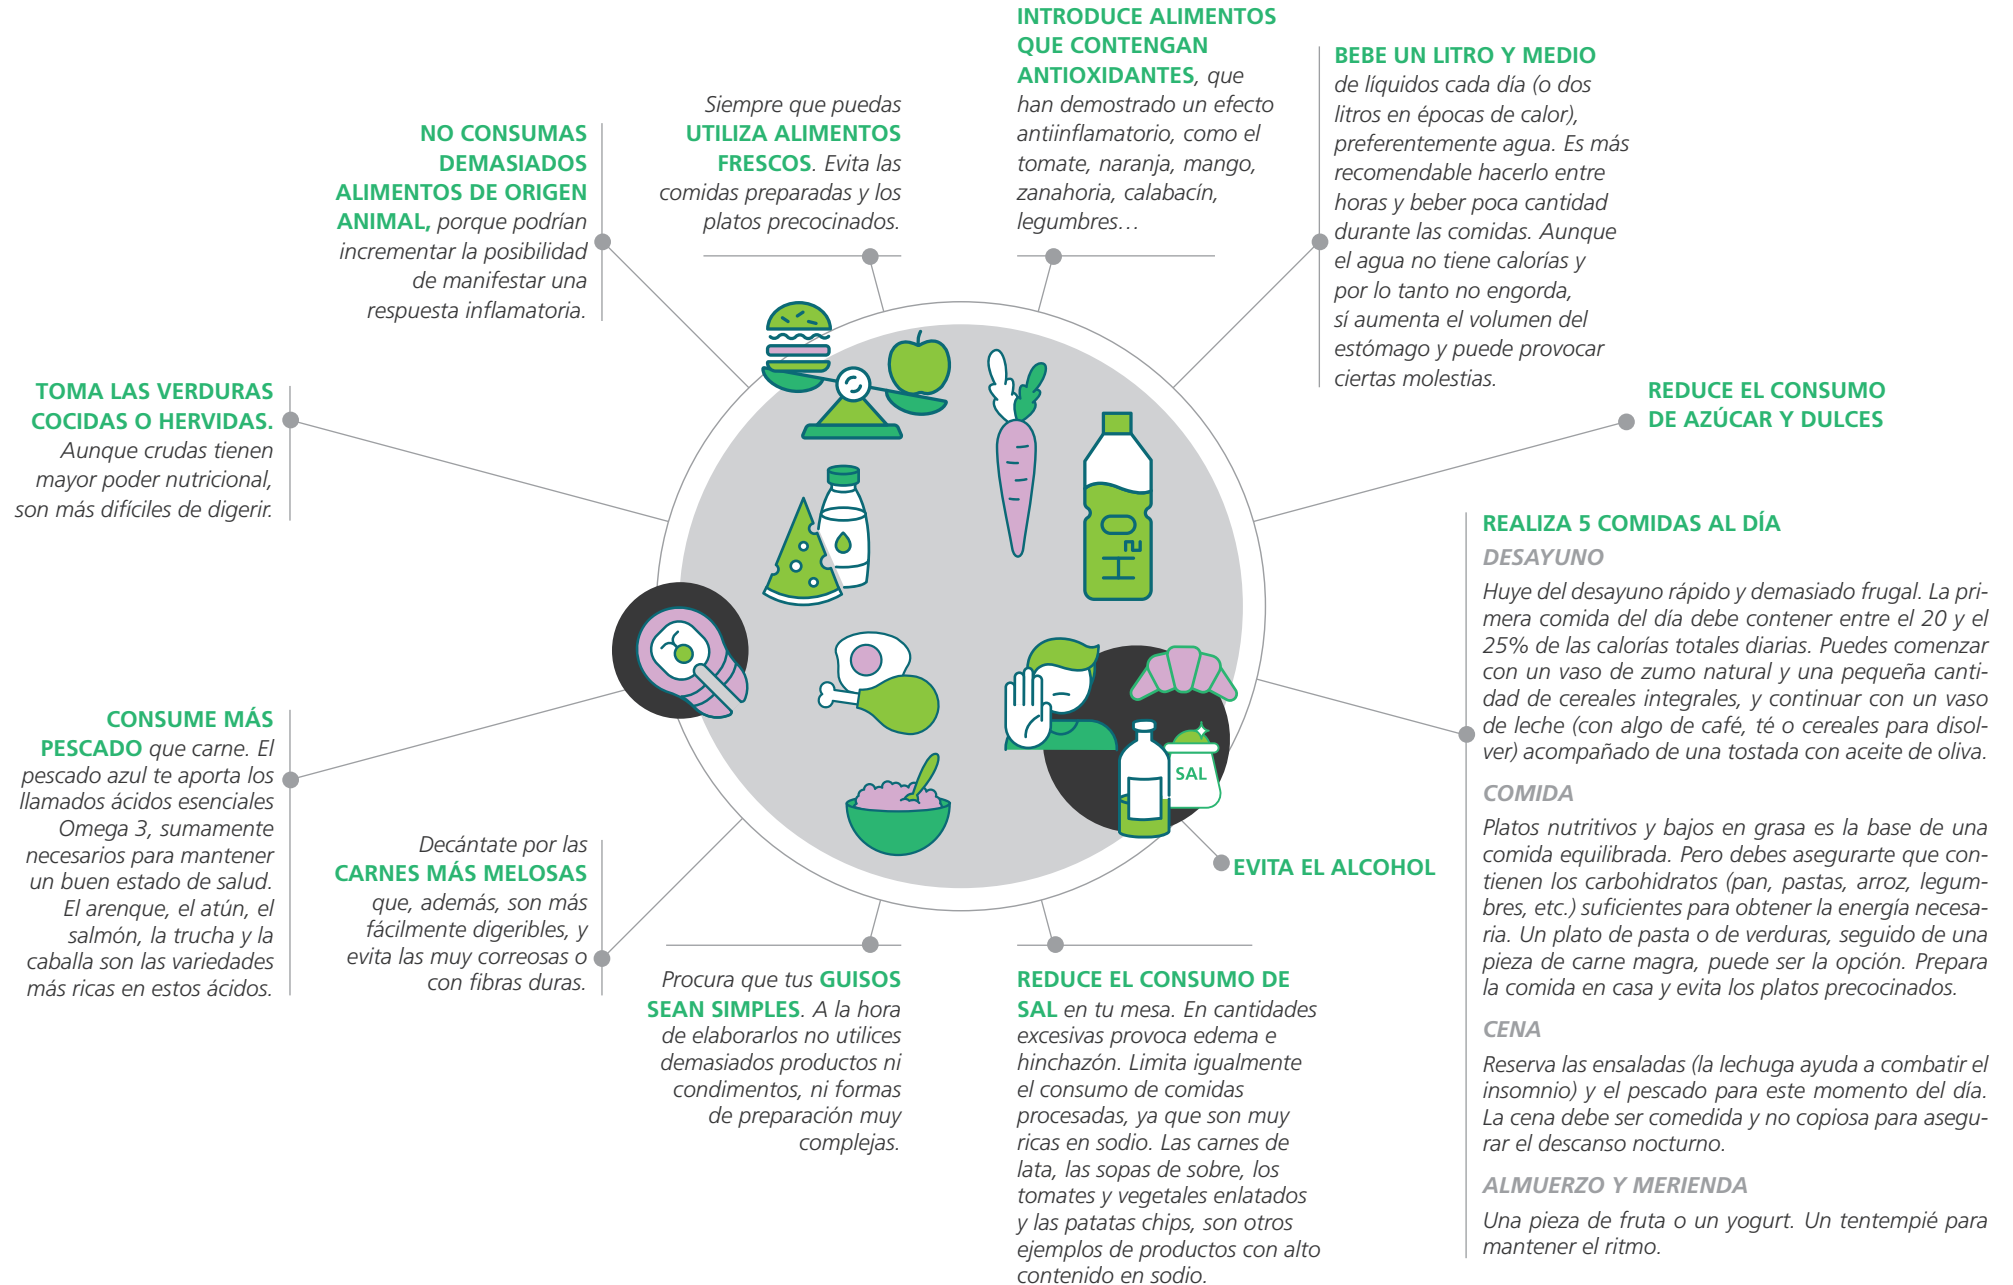 INTRODUCE ALIMENTOS
QUE CONTENGAN
ANTIOXIDANTES, que
han demostrado un efecto
antiinflamatorio, como el
tomate, naranja, mango,
zanahoria, calabacín,
legumbres…
BEBE UN LITRO Y MEDIO
de líquidos cada día (o dos
litros en épocas de calor),
preferentemente agua. Es más
recomendable hacerlo entre
horas y beber poca cantidad
durante las comidas. Aunque
el agua no tiene calorías y
por lo tanto no engorda,
sí aumenta el volumen del
estómago y puede provocar
ciertas molestias.
Siempre que puedas
UTILIZA ALIMENTOS
FRESCOS. Evita las
comidas preparadas y los
platos precocinados.
NO CONSUMAS
DEMASIADOS
ALIMENTOS DE ORIGEN
ANIMAL, porque podrían
incrementar la posibilidad
de manifestar una
respuesta inflamatoria.
TOMA LAS VERDURAS
COCIDAS O HERVIDAS.
Aunque crudas tienen
mayor poder nutricional,
son más difíciles de digerir.
REDUCE EL CONSUMO
DE AZÚCAR Y DULCES
H2O
SAL
REALIZA 5 COMIDAS AL DÍA
DESAYUNO
Huye del desayuno rápido y demasiado frugal. La pri-
mera comida del día debe contener entre el 20 y el
25% de las calorías totales diarias. Puedes comenzar
con un vaso de zumo natural y una pequeña canti-
dad de cereales integrales, y continuar con un vaso
de leche (con algo de café, té o cereales para disol-
ver) acompañado de una tostada con aceite de oliva.
COMIDA
Platos nutritivos y bajos en grasa es la base de una
comida equilibrada. Pero debes asegurarte que con-
tienen los carbohidratos (pan, pastas, arroz, legum-
bres, etc.) suficientes para obtener la energía necesa-
ria. Un plato de pasta o de verduras, seguido de una
pieza de carne magra, puede ser la opción. Prepara
la comida en casa y evita los platos precocinados.
CENA
Reserva las ensaladas (la lechuga ayuda a combatir el
insomnio) y el pescado para este momento del día.
La cena debe ser comedida y no copiosa para asegu-
rar el descanso nocturno.
ALMUERZO Y MERIENDA
Una pieza de fruta o un yogurt. Un tentempié para
mantener el ritmo.
CONSUME MÁS
PESCADO que carne. El
pescado azul te aporta los
llamados ácidos esenciales
Omega 3, sumamente
necesarios para mantener
un buen estado de salud.
El arenque, el atún, el
salmón, la trucha y la
caballa son las variedades
más ricas en estos ácidos.
Decántate por las
CARNES MÁS MELOSAS
que, además, son más
fácilmente digeribles, y
evita las muy correosas o
con fibras duras.
EVITA EL ALCOHOL
Procura que tus GUISOS
SEAN SIMPLES. A la hora
de elaborarlos no utilices
demasiados productos ni
condimentos, ni formas
de preparación muy
complejas.
REDUCE EL CONSUMO DE
SAL en tu mesa. En cantidades
excesivas provoca edema e
hinchazón. Limita igualmente
el consumo de comidas
procesadas, ya que son muy
ricas en sodio. Las carnes de
lata, las sopas de sobre, los
tomates y vegetales enlatados
y las patatas chips, son otros
ejemplos de productos con alto
contenido en sodio.